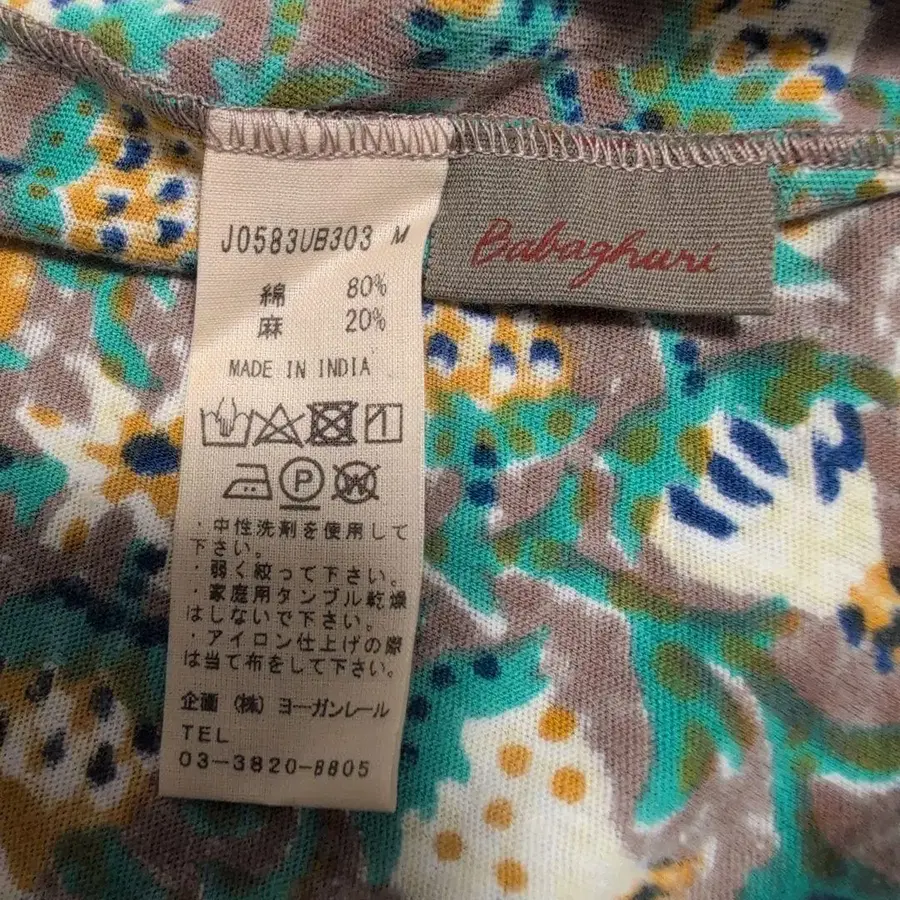 J0583UB303 M
Babaghuri
綿 80%
麻 20%
MADE IN INDIA
P W
・中性洗剤を使用して
下さい。
・弱く絞って下さい。
・家庭用タンブル乾燥
はしないで下さい。
・アイロン仕上げの際
は当て布をして下さい。
企画 (株) ヨーガンレール
TEL
03-3820-8805